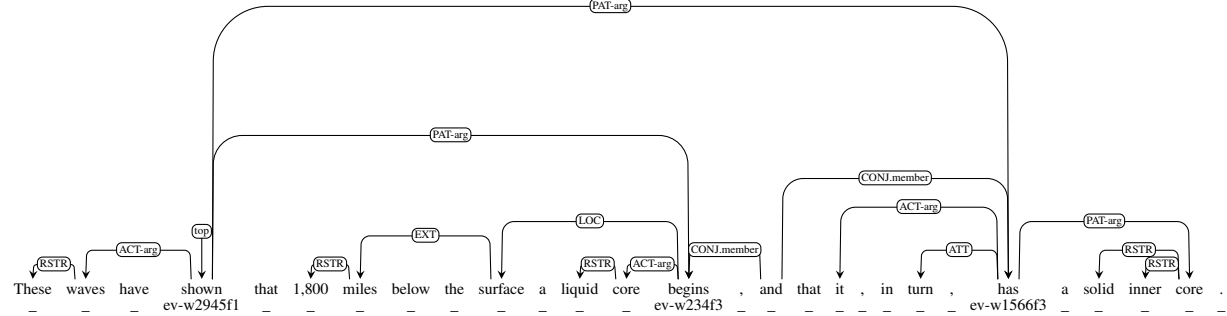 PAT-arg
PAT-arg
CONJ.member
ACT-arg
top LOC PAT-arg
EXT
ACT-arg CONJ.member ATT RSTR
RSTR RSTR RSTR ACT-arg RSTR
These waves have shown that 1,800 miles below the surface a liquid core begins , and that it , in turn , has a solid inner core .
_ _ _ ev-w2945f1 _ _ _ _ _ _ _ _ _ ev-w234f3 _ _ _ _ _ _ _ _ ev-w1566f3 _ _ _ _ _